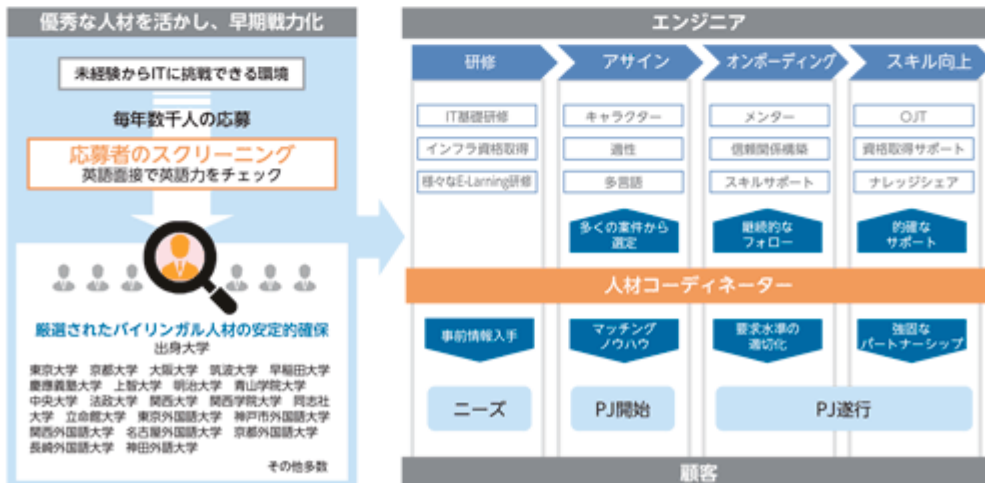 優秀な人材を活かし、早期戦力化
未経験からITに挑戦できる環境
毎年数千人の応募
応募者のスクリーニング
英語面接で英語力をチェック
厳選されたバイリンガル人材の安定的確保
出身大学
東京大学 京都大学 大阪大学 筑波大学 早稲田大学
慶應義塾大学 上智大学 明治大学 青山学院大学
中央大学 法政大学 関西大学 関西学院大学 同志社
大学 立命館大学 東京外国語大学 神戸市外国語大学
関西外国語大学 名古屋外国語大学 京都外国語大学
長崎外国語大学 神田外語大学
その他多数
エンジニア
研修
アサイン
オンボーディング
スキル向上
IT基礎研修
キャラクター
メンター
OJT
インフラ資格取得
適性
信頼関係構築
資格取得サポート
様々なE-Larning研修
多言語
スキルサポート
ナレッジシェア
多くの案件から
選定
継続的な
フォロー
的確な
サポート
人材コーディネーター
事前情報入手
マッチング
ノウハウ
要求水準の
適切化
強固な
パートナーシップ
ニーズ
PJ開始
PJ遂行
顧客